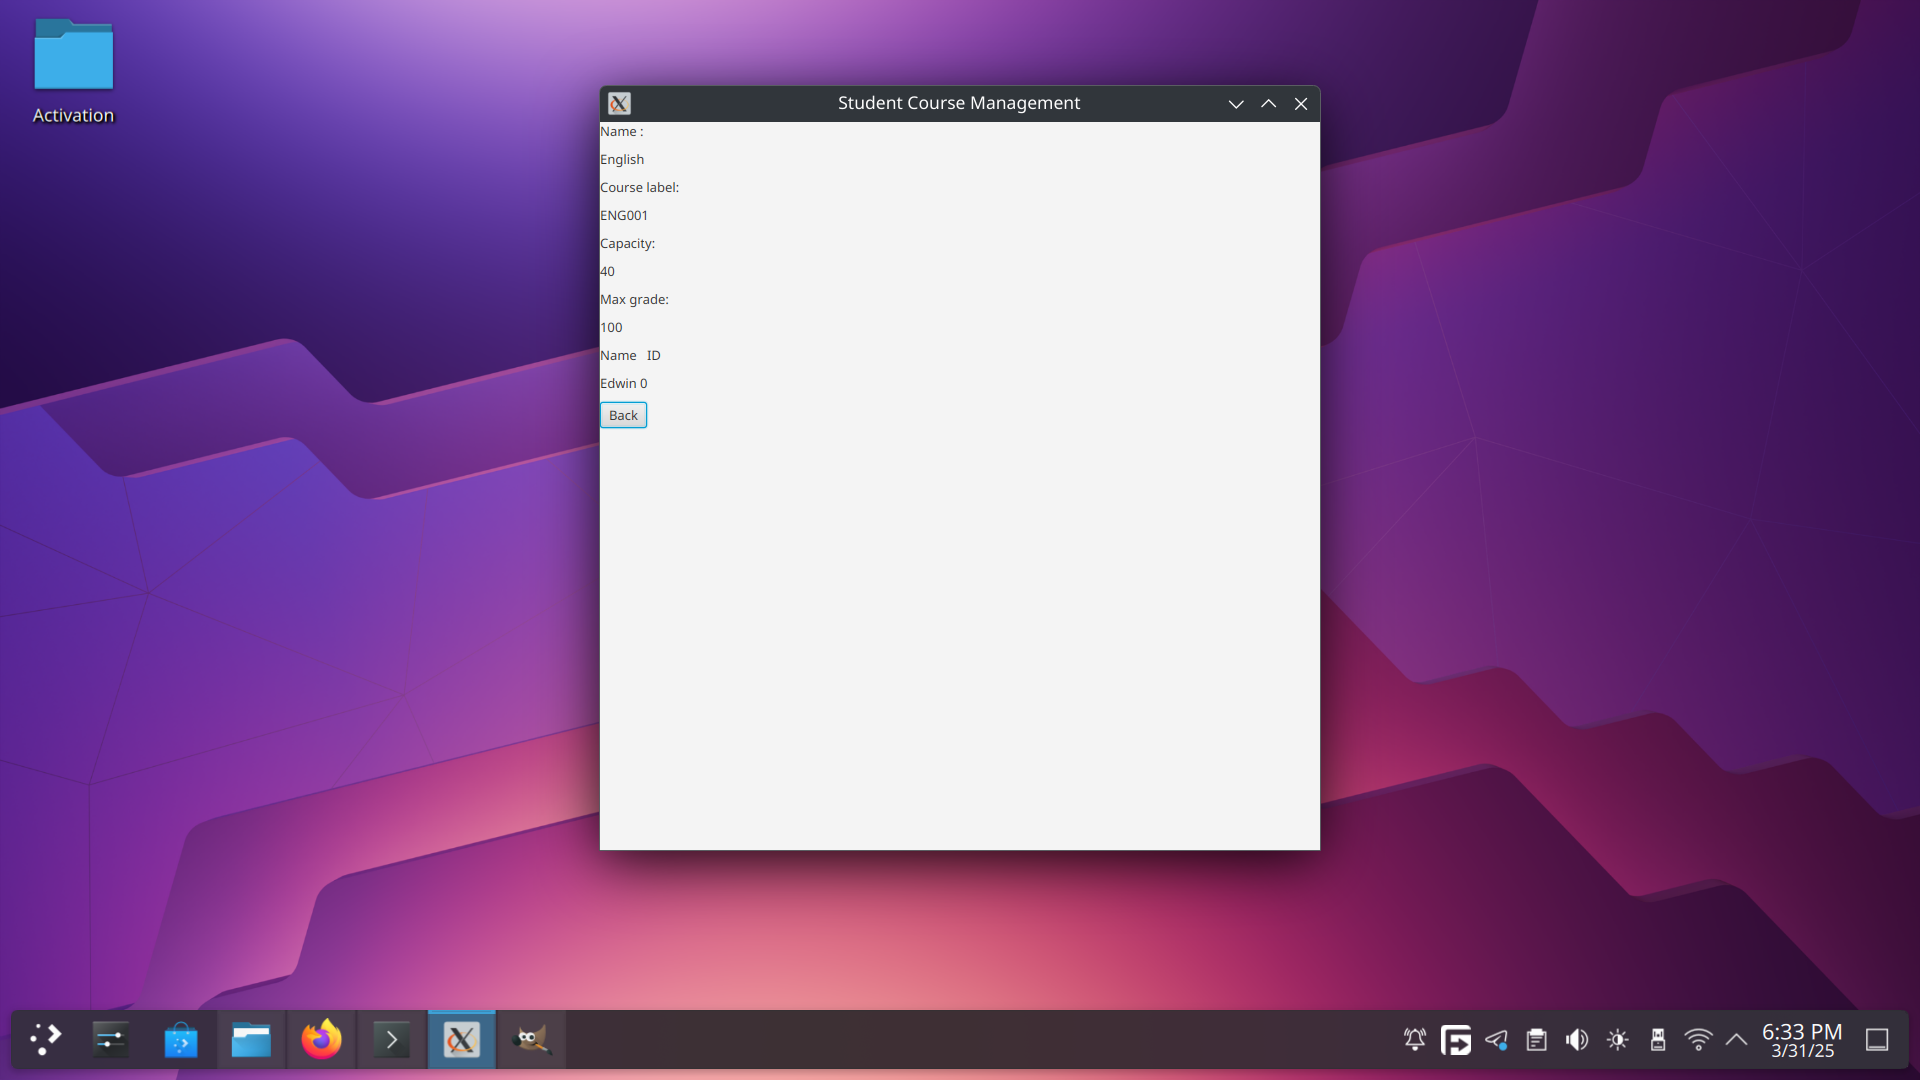 Activation
Student Course Management
Name :
English
Course label:
ENG001
Capacity:
40
Max grade:
100
Name ID
Edwin 0
Back
6:33 PM
3/31/25